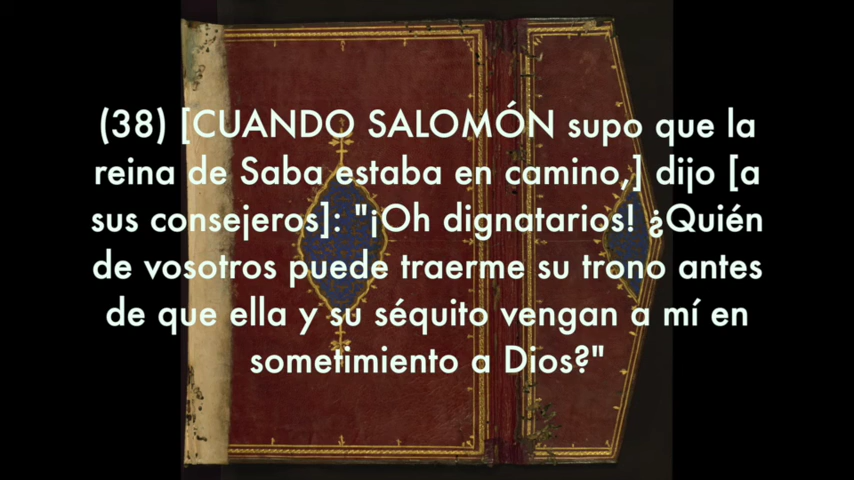 (38) [CUANDO SALOMÓN supo que la
reina de Saba estaba en camino,] dijo [a
sus consejeros]: "¡Oh dignatarios! ¿Quién
de vosotros puede traerme su trono antes
de que ella y su séquito vengan a mí en
sometimiento a Dios?"